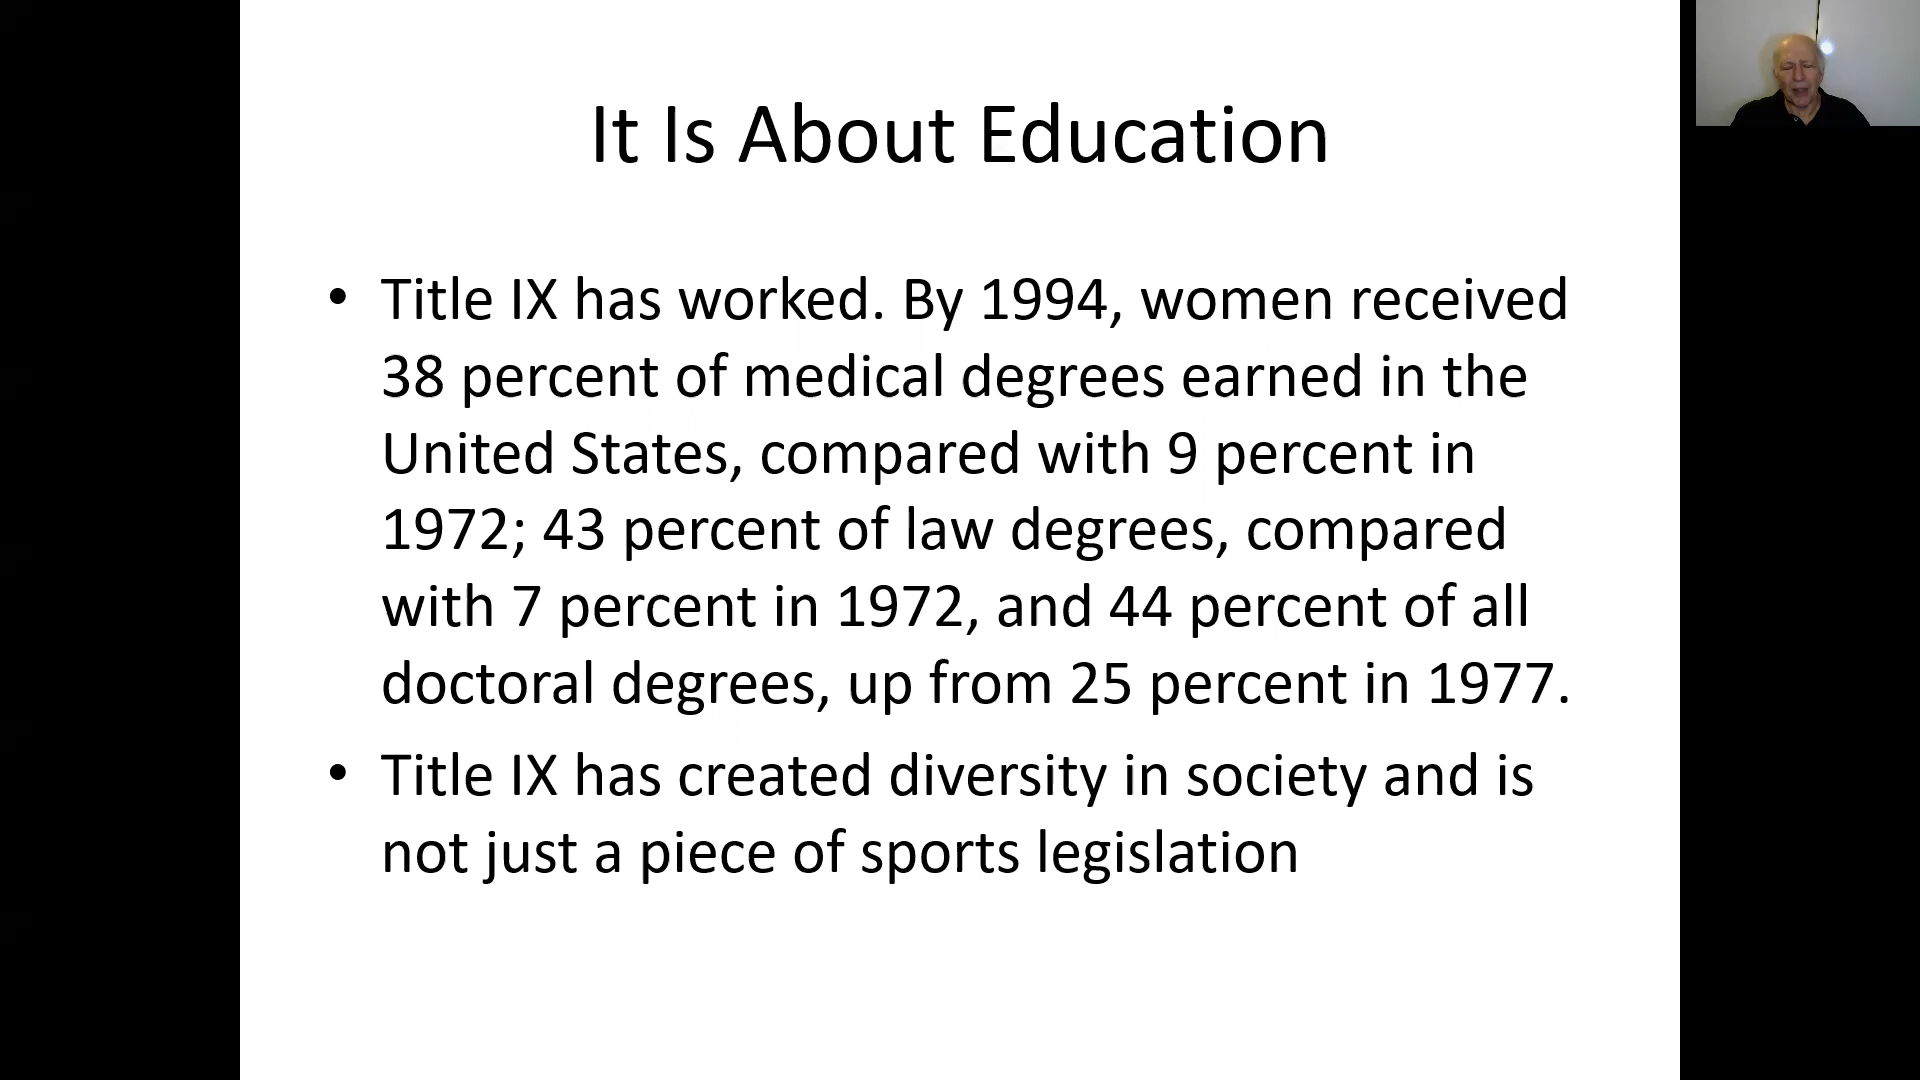 It Is About Education
• Title IX has worked. By 1994, women received
38 percent of medical degrees earned in the
United States, compared with 9 percent in
1972; 43 percent of law degrees, compared
with 7 percent in 1972, and 44 percent of all
doctoral degrees, up from 25 percent in 1977.
• Title IX has created diversity in society and is
not just a piece of sports legislation